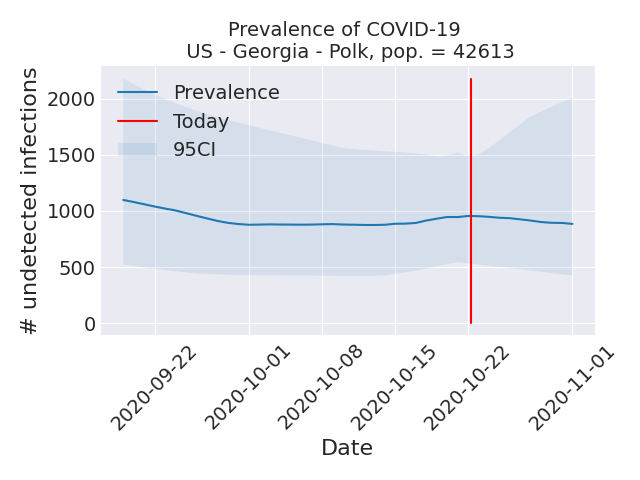 Prevalence of COVID-19
US - Georgia - Polk, pop. = 42613
# undetected infections
2000
1500
1000
500
0
Prevalence
Today
95CI
2020-09-22
2020-10-01
2020-10-08
2020-10-15
2020-10-22
2020-11-01
Date